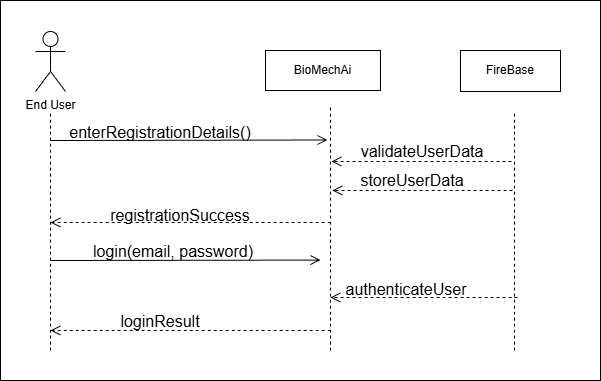 End User
BioMechAi
FireBase
enterRegistrationDetails()
validateUserData
storeUserData
registrationSuccess
login(email, password)
authenticateUser
loginResult